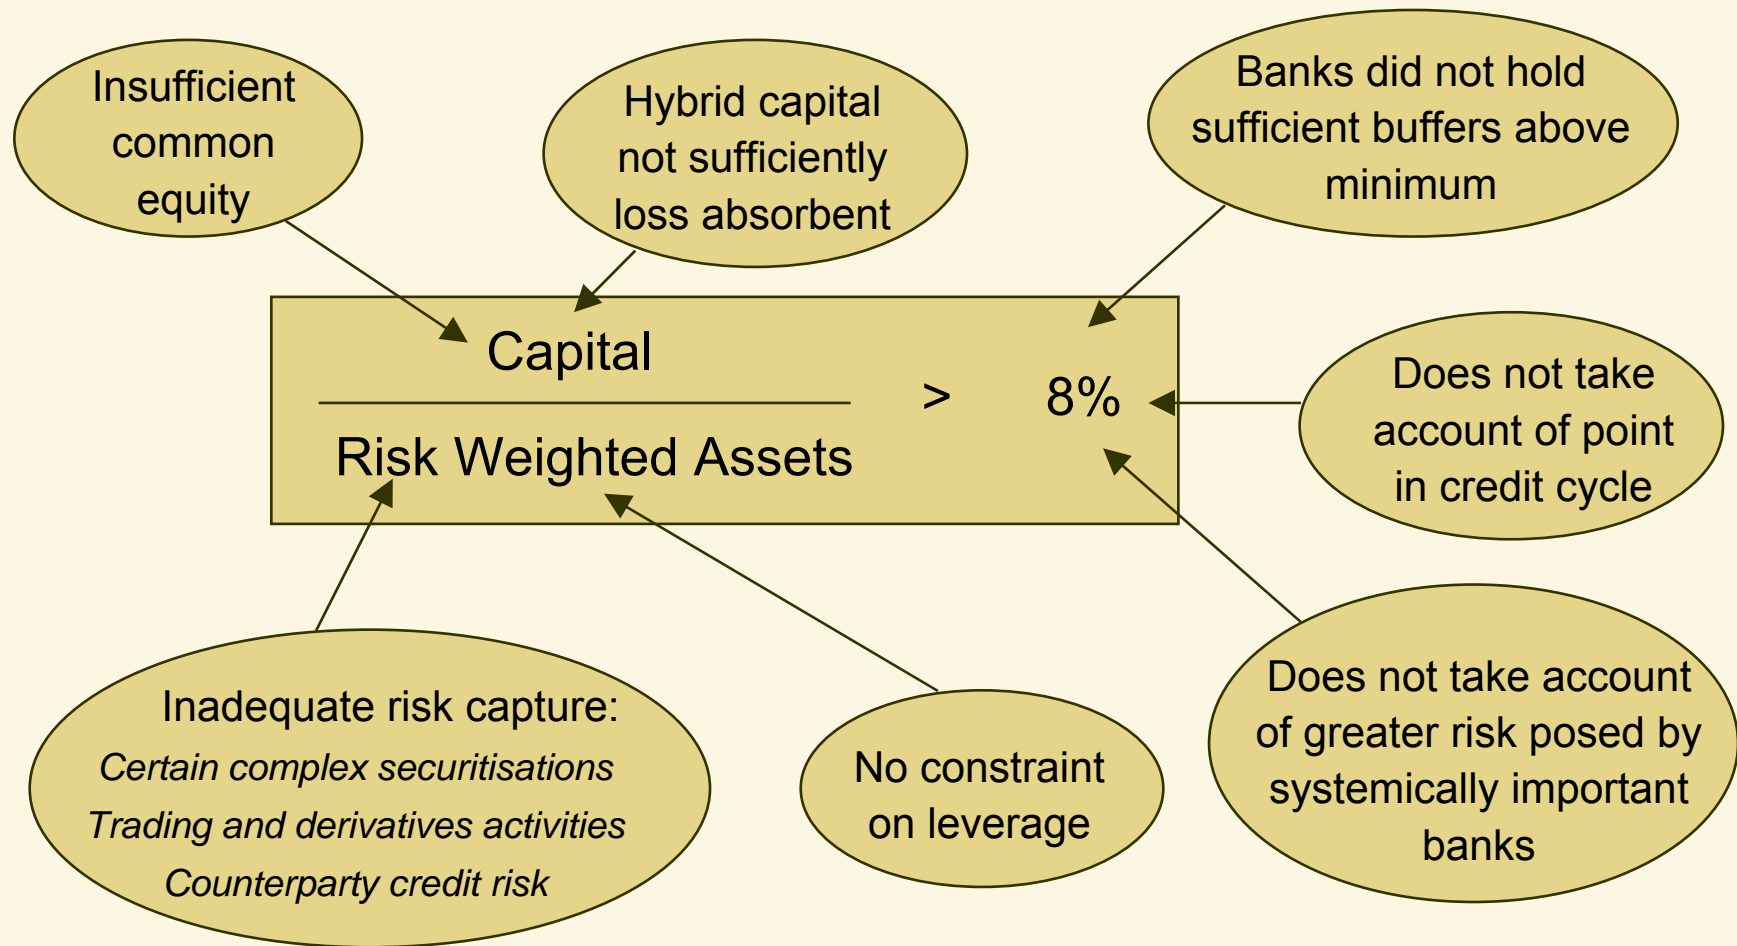 Insufficient
common
equity
Hybrid capital
not sufficiently
loss absorbent
Banks did not hold
sufficient buffers above
minimum
Capital
Risk Weighted Assets
>
8%
Does not take
account of point
in credit cycle
Inadequate risk capture:
Certain complex securitisations
Trading and derivatives activities
Counterparty credit risk
No constraint
on leverage
Does not take account
of greater risk posed by
systemically important
banks